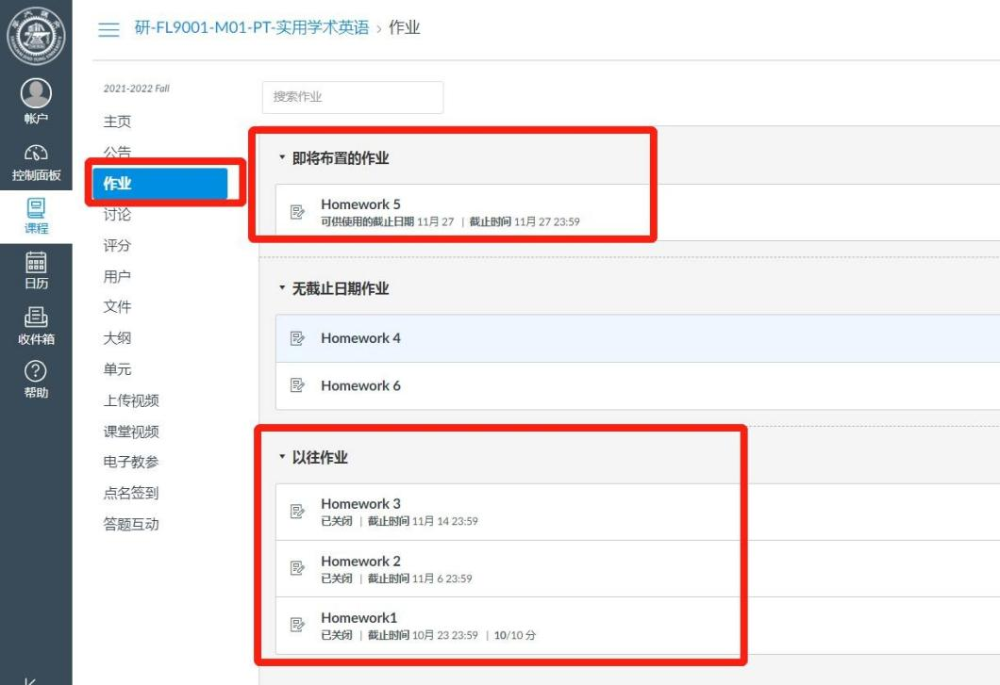 研-FL9001-M01-PT-实用学术英语 › 作业
帐户
控制面板
课程
日历
收件箱
帮助
2021-2022 Fall
主页
公告
作业
讨论
评分
用户
文件
大纲
单元
上传视频
课堂视频
电子教参
点名签到
答题互动
搜索作业
即将布置的作业
Homework 5
可供使用的截止日期 11月 27 | 截止时间 11月 27 23:59
无截止日期作业
Homework 4
Homework 6
以往作业
Homework 3
已关闭 | 截止时间 11月 14 23:59
Homework 2
已关闭 | 截止时间 11月 6 23:59
Homework1
已关闭 | 截止时间 10月 23 23:59 | 10/10 分